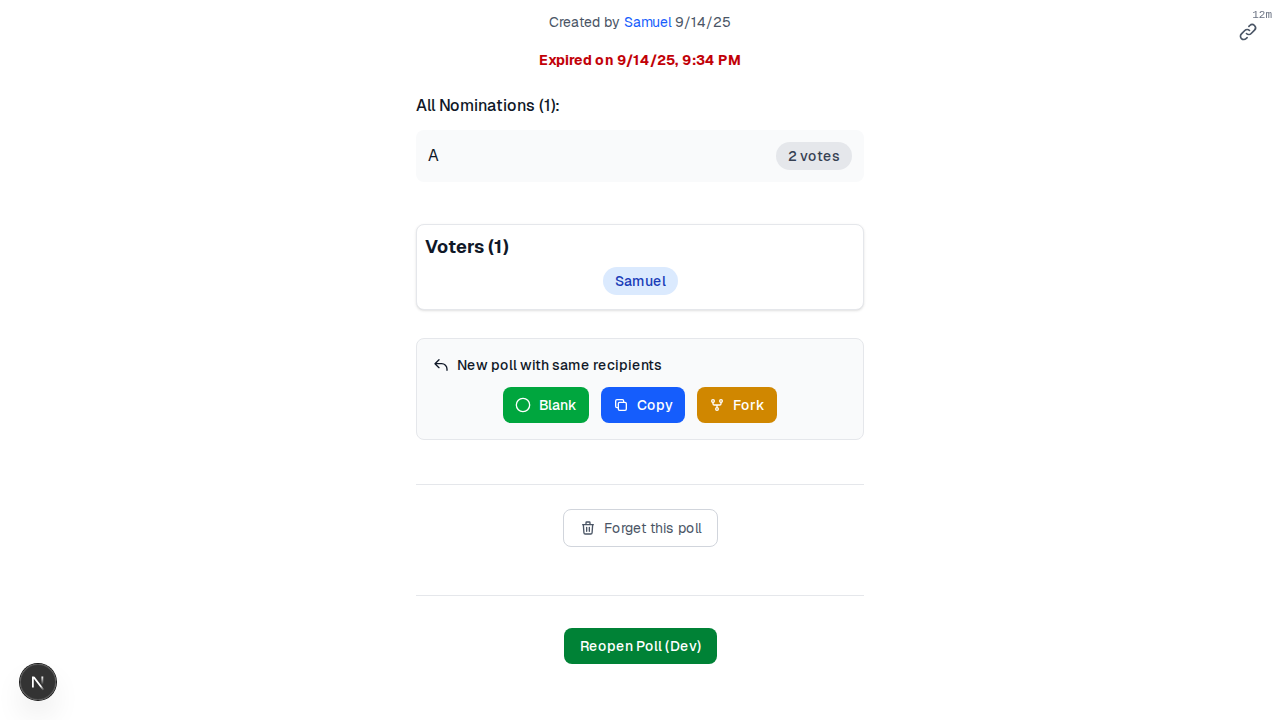 12m
Created by Samuel 9/14/25
Expired on 9/14/25, 9:34 PM
All Nominations (1):
A
2 votes
Voters (1)
Samuel
New poll with same recipients
Blank
Copy
Fork
Forget this poll
Reopen Poll (Dev)
N